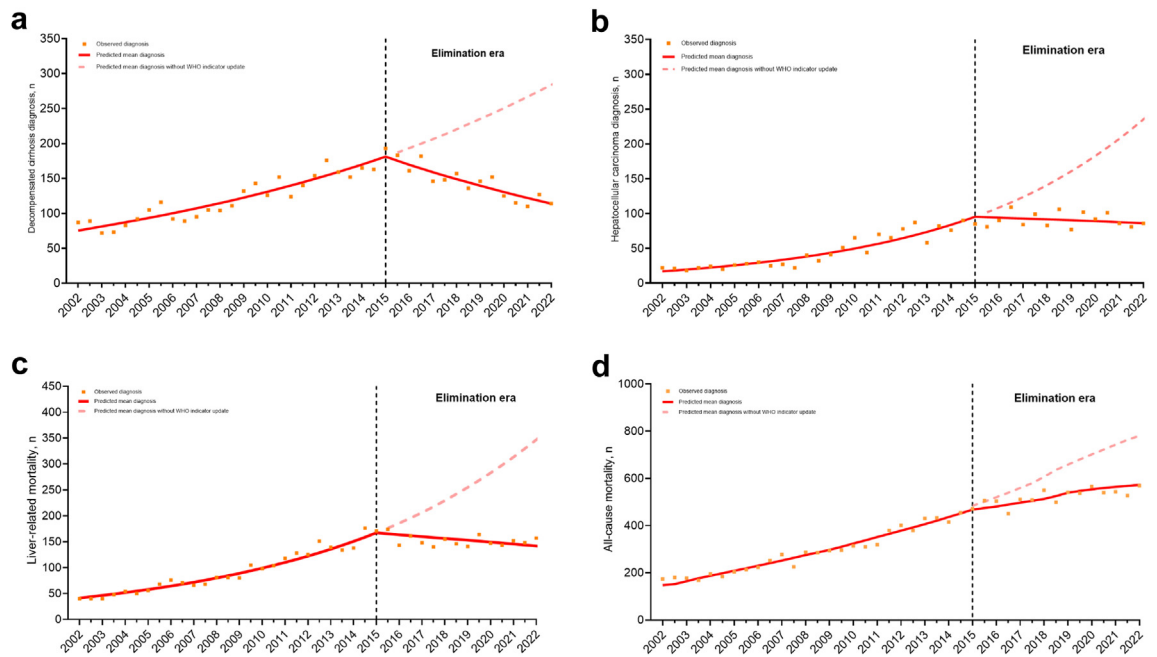 a
350
300
250
200
150
100
50
0
Decompensated cirrhosis diagnosis, n
Observed diagnosis
Predicted mean diagnosis
Predicted mean diagnosis without WHO indicator update
Elimination era
2002 2003 2004 2005 2006 2007 2008 2009 2010 2011 2012 2013 2014 2015 2016 2017 2018 2019 2020 2021 2022
b
350
300
250
200
150
100
50
0
Hepatocellular carcinoma diagnosis, n
Observed diagnosis
Predicted mean diagnosis
Predicted mean diagnosis without WHO indicator update
Elimination era
2002 2003 2004 2005 2006 2007 2008 2009 2010 2011 2012 2013 2014 2015 2016 2017 2018 2019 2020 2021 2022
c
450
400
350
300
250
200
150
100
50
0
Liver-related mortality, n
Observed diagnosis
Predicted mean diagnosis
Predicted mean diagnosis without WHO indicator update
Elimination era
2002 2003 2004 2005 2006 2007 2008 2009 2010 2011 2012 2013 2014 2015 2016 2017 2018 2019 2020 2021 2022
d
1000
800
600
400
200
0
All-cause mortality, n
Observed diagnosis
Predicted mean diagnosis
Predicted mean diagnosis without WHO indicator update
Elimination era
2002 2003 2004 2005 2006 2007 2008 2009 2010 2011 2012 2013 2014 2015 2016 2017 2018 2019 2020 2021 2022